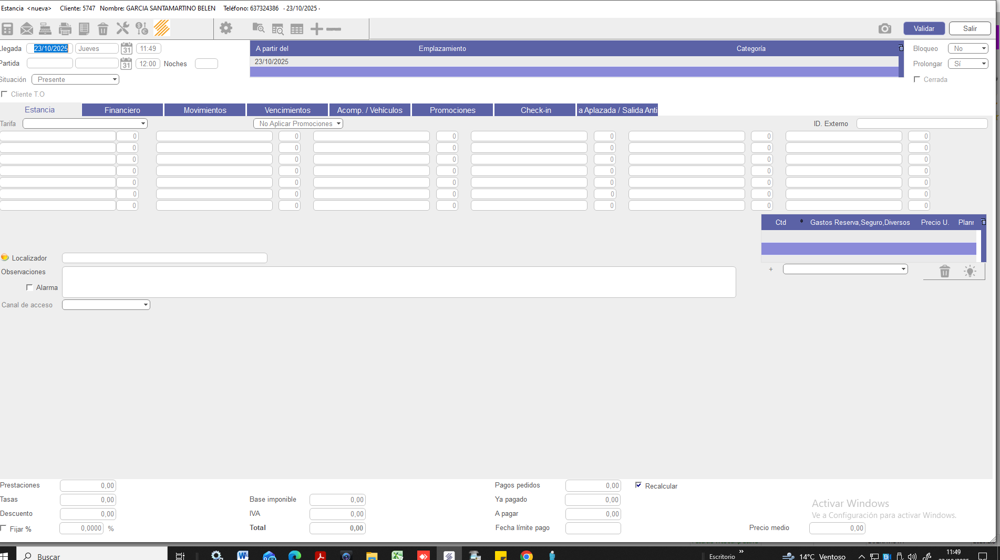 Estancia <nueva> Cliente: 5747 Nombre: GARCIA SANTAMARTINO BELEN Teléfono: 637324386 · 23/10/2025 ·
Validar
Salir
Llegada 23/10/2025 Jueves 31 11:49
Partida 31 12:00 Noches
Situación Presente
Cliente T.O
A partir del Emplazamiento Categoría
23/10/2025
Bloqueo No
Prolongar Sí
Cerrada
Estancia Financiero Movimientos Vencimientos Acomp. / Vehículos Promociones Check-in a Aplazada / Salida Anti
Tarifa No Aplicar Promociones ID. Externo
0 0 0 0 0 0
0 0 0 0 0 0
0 0 0 0 0 0
0 0 0 0 0 0
0 0 0 0 0 0
0 0 0 0 0 0
0 0 0 0 0 0
Ctd Gastos Reserva,Seguro,Diversos Precio U. Planr
+
Localizador
Observaciones
Alarma
Canal de acceso
Prestaciones 0,00 Pagos pedidos 0,00 Recalcular
Tasas 0,00 Base imponible 0,00 Ya pagado 0,00
Descuento 0,00 IVA 0,00 A pagar 0,00
Fijar % 0,0000 % Total 0,00 Fecha límite pago Precio medio 0,00
Activar Windows
Ve a Configuración para activar Windows.
Buscar
Escritorio »
14°C Ventoso
11:49